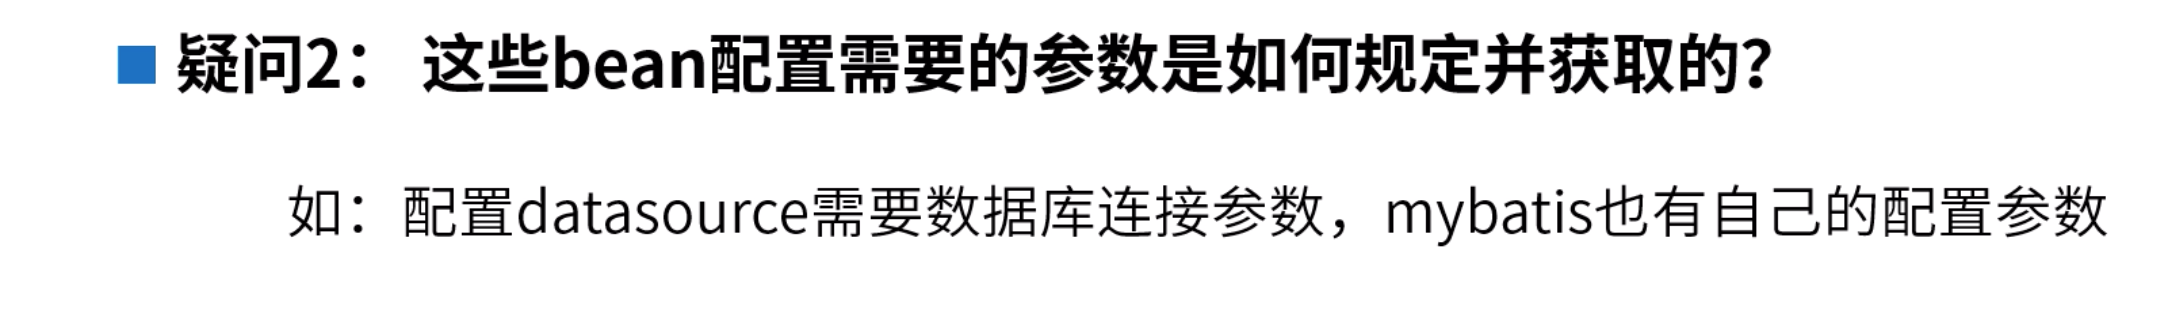 疑问2： 这些bean配置需要的参数是如何规定并获取的？
如：配置datasource需要数据库连接参数，mybatis也有自己的配置参数